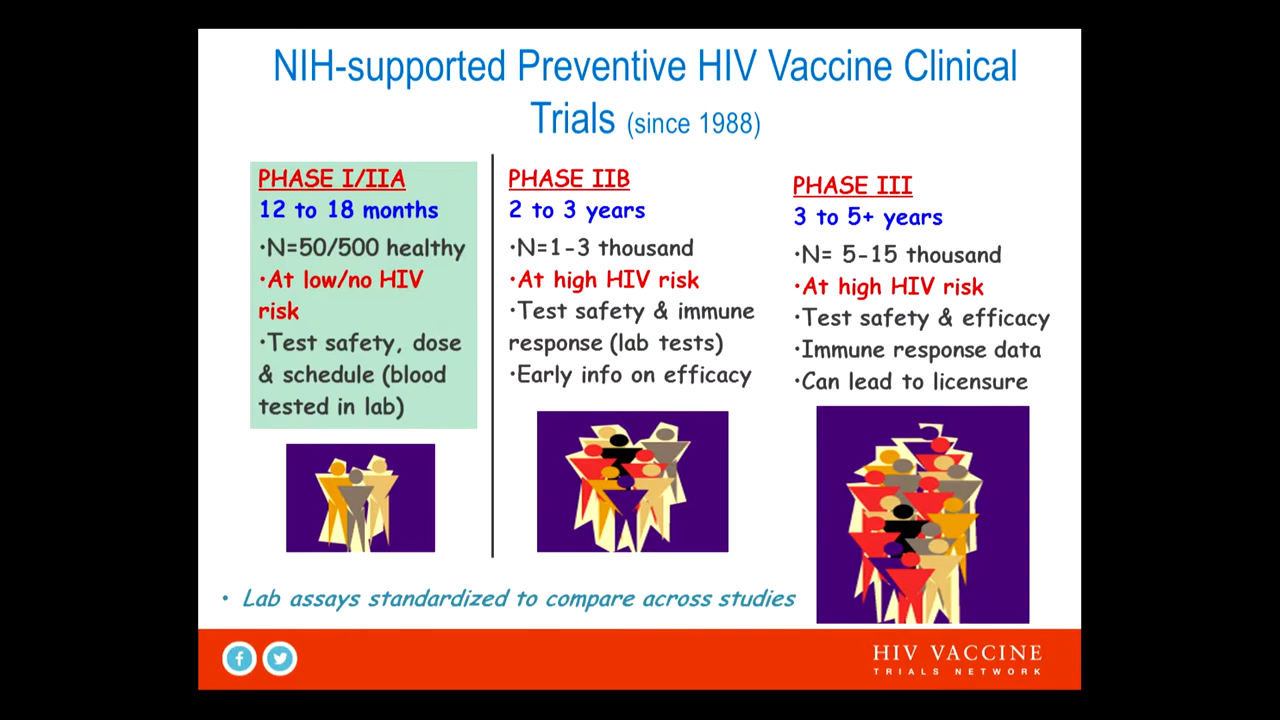 NIH-supported Preventive HIV Vaccine Clinical
Trials (since 1988)
PHASE I/IIA
12 to 18 months
•N=50/500 healthy
•At low/no HIV
risk
•Test safety, dose
& schedule (blood
tested in lab)
PHASE IIB
2 to 3 years
•N=1-3 thousand
•At high HIV risk
•Test safety & immune
response (lab tests)
•Early info on efficacy
PHASE III
3 to 5+ years
•N= 5-15 thousand
•At high HIV risk
•Test safety & efficacy
•Immune response data
•Can lead to licensure
• Lab assays standardized to compare across studies
HIV VACCINE
TRIALS NETWORK